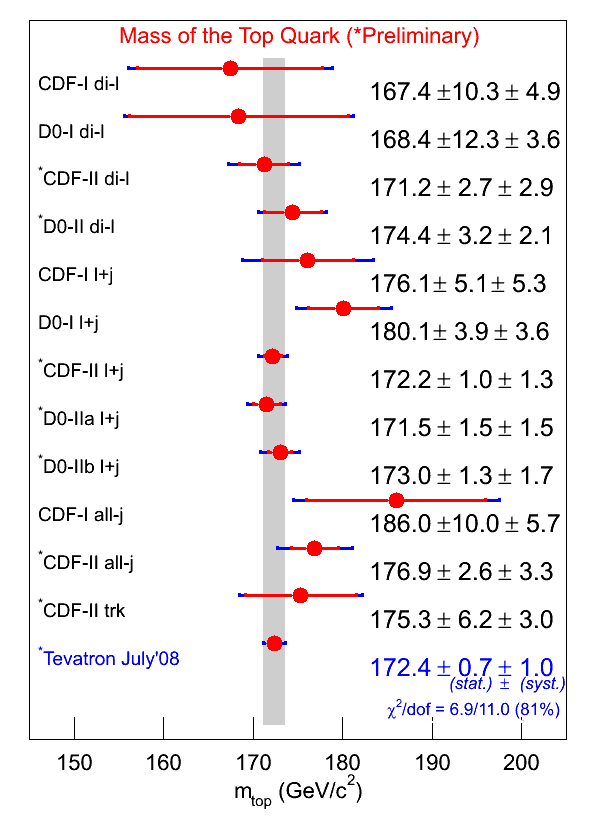 Mass of the Top Quark (*Preliminary)
CDF-I di-l 167.4 ±10.3 ± 4.9
D0-I di-l 168.4 ±12.3 ± 3.6
*CDF-II di-l 171.2 ± 2.7 ± 2.9
*D0-II di-l 174.4 ± 3.2 ± 2.1
CDF-I l+j 176.1 ± 5.1 ± 5.3
D0-I l+j 180.1 ± 3.9 ± 3.6
*CDF-II l+j 172.2 ± 1.0 ± 1.3
*D0-IIa l+j 171.5 ± 1.5 ± 1.5
*D0-IIb l+j 173.0 ± 1.3 ± 1.7
CDF-I all-j 186.0 ±10.0 ± 5.7
*CDF-II all-j 176.9 ± 2.6 ± 3.3
*CDF-II trk 175.3 ± 6.2 ± 3.0
*Tevatron July'08 172.4 ± 0.7 ± 1.0
(stat.) ± (syst.)
χ²/dof = 6.9/11.0 (81%)
150 160 170 180 190 200
m_top (GeV/c²)